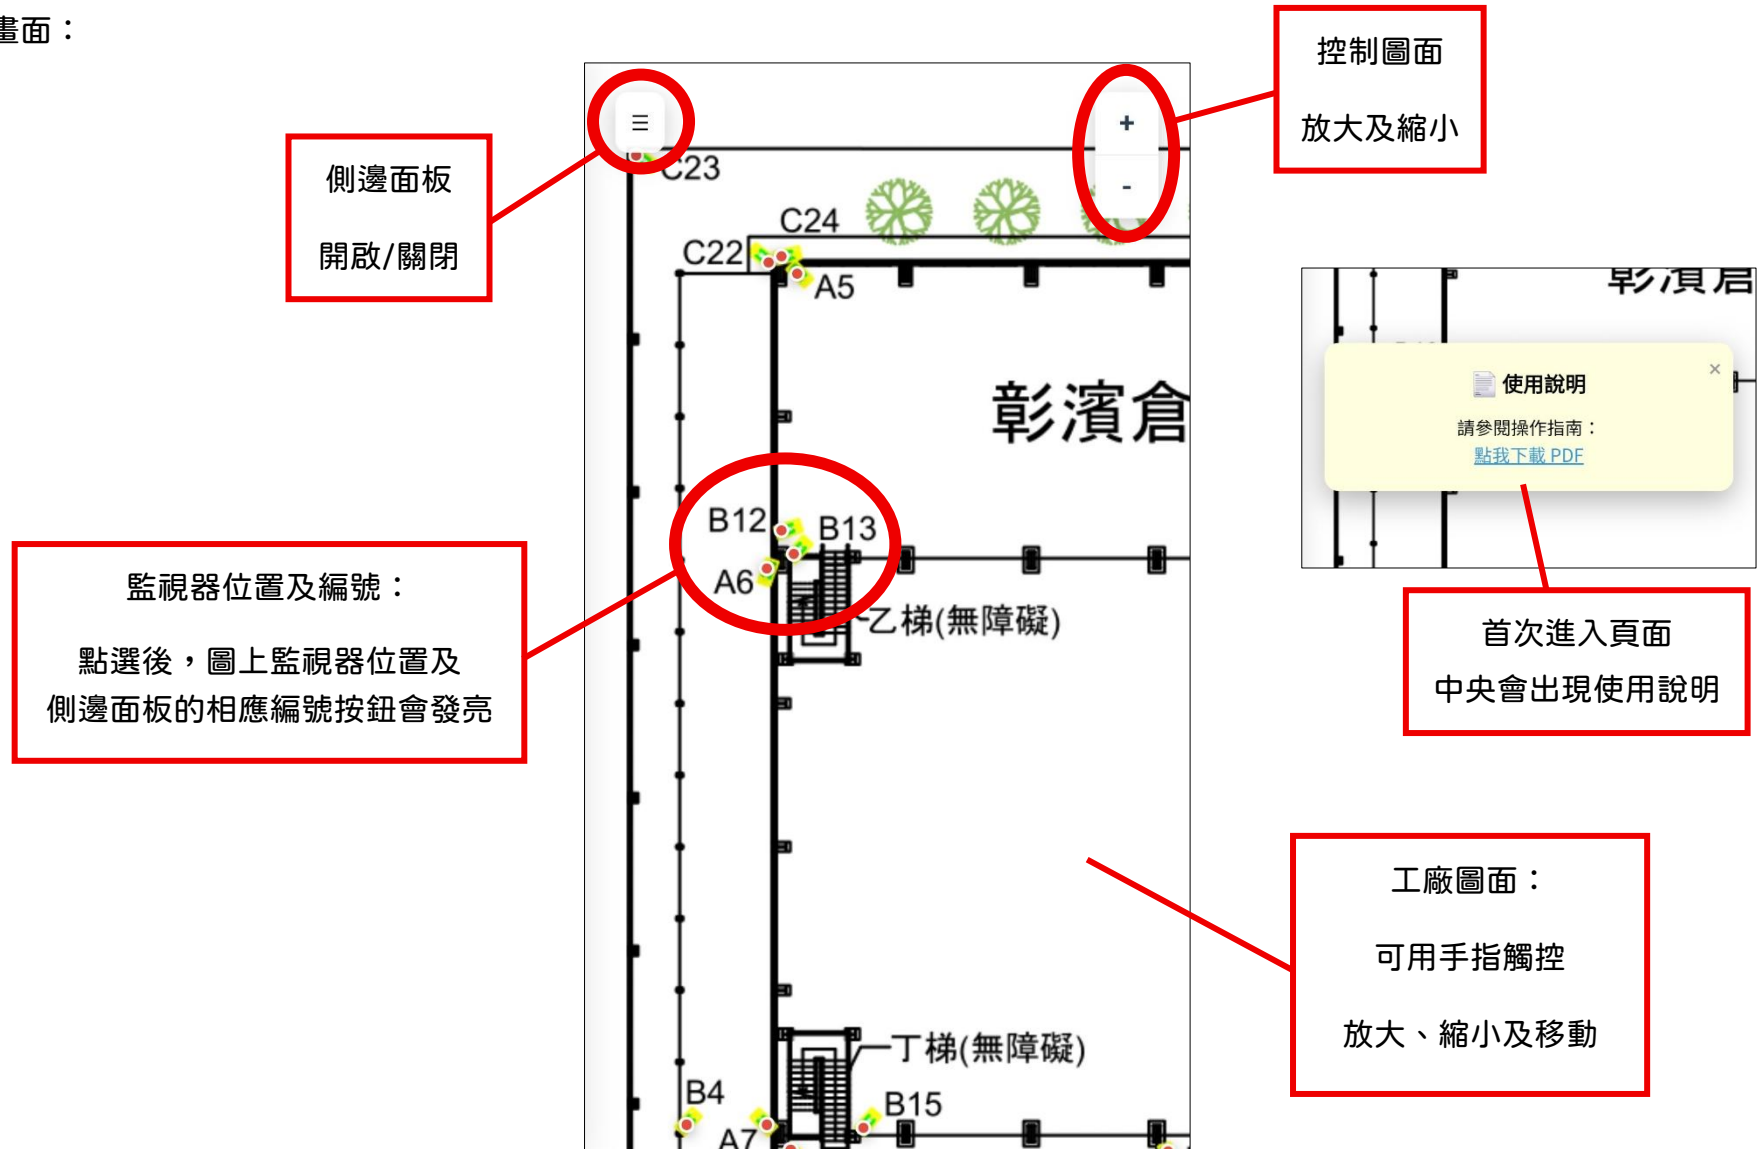 畫面：
控制圖面
放大及縮小
側邊面板
開啟/關閉
☰
+
-
C23
C24
C22
A5
彰濱倉
彰濱倉
×
使用說明
請參閱操作指南：
點我下載 PDF
B12
B13
A6
乙梯(無障礙)
監視器位置及編號：
點選後，圖上監視器位置及
側邊面板的相應編號按鈕會發亮
首次進入頁面
中央會出現使用說明
工廠圖面：
可用手指觸控
放大、縮小及移動
丁梯(無障礙)
B4
B15
A7